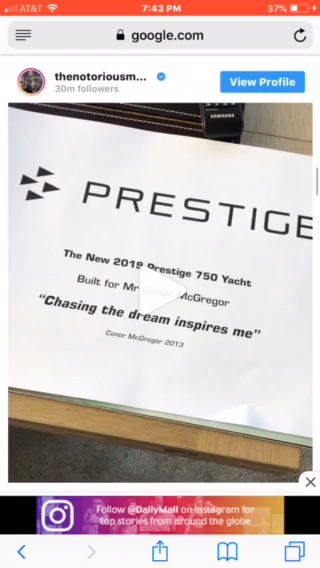 AT&T
7:43 PM
37%
google.com
thenotoriousm...
30m followers
View Profile
SAMSUNG
PRESTIGE
The New 2019 Prestige 750 Yacht
Built for Mr Conor McGregor
“Chasing the dream inspires me”
Conor McGregor 2013
Follow @DailyMail on Instagram for
top stories from around the globe